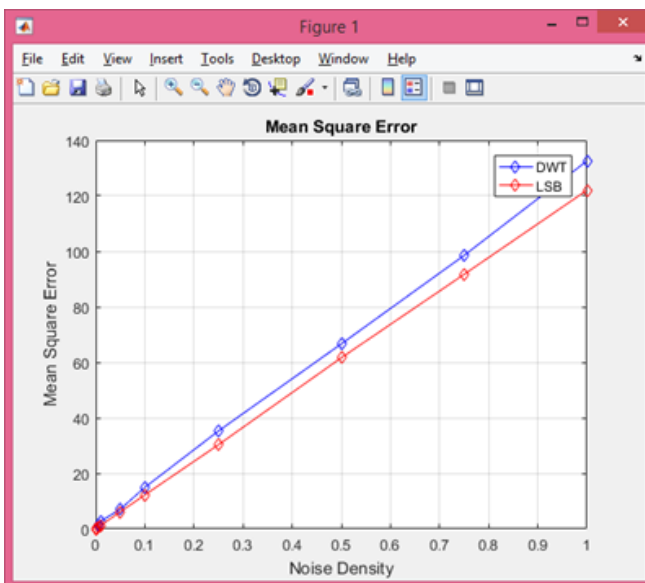 Figure 1
File Edit View Insert Tools Desktop Window Help
Mean Square Error
DWT
LSB
Mean Square Error
140
120
100
80
60
40
20
0
0 0.1 0.2 0.3 0.4 0.5 0.6 0.7 0.8 0.9 1
Noise Density